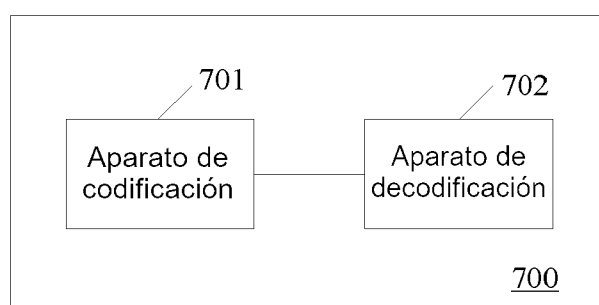 701
702
Aparato de
codificación
Aparato de
decodificación
700